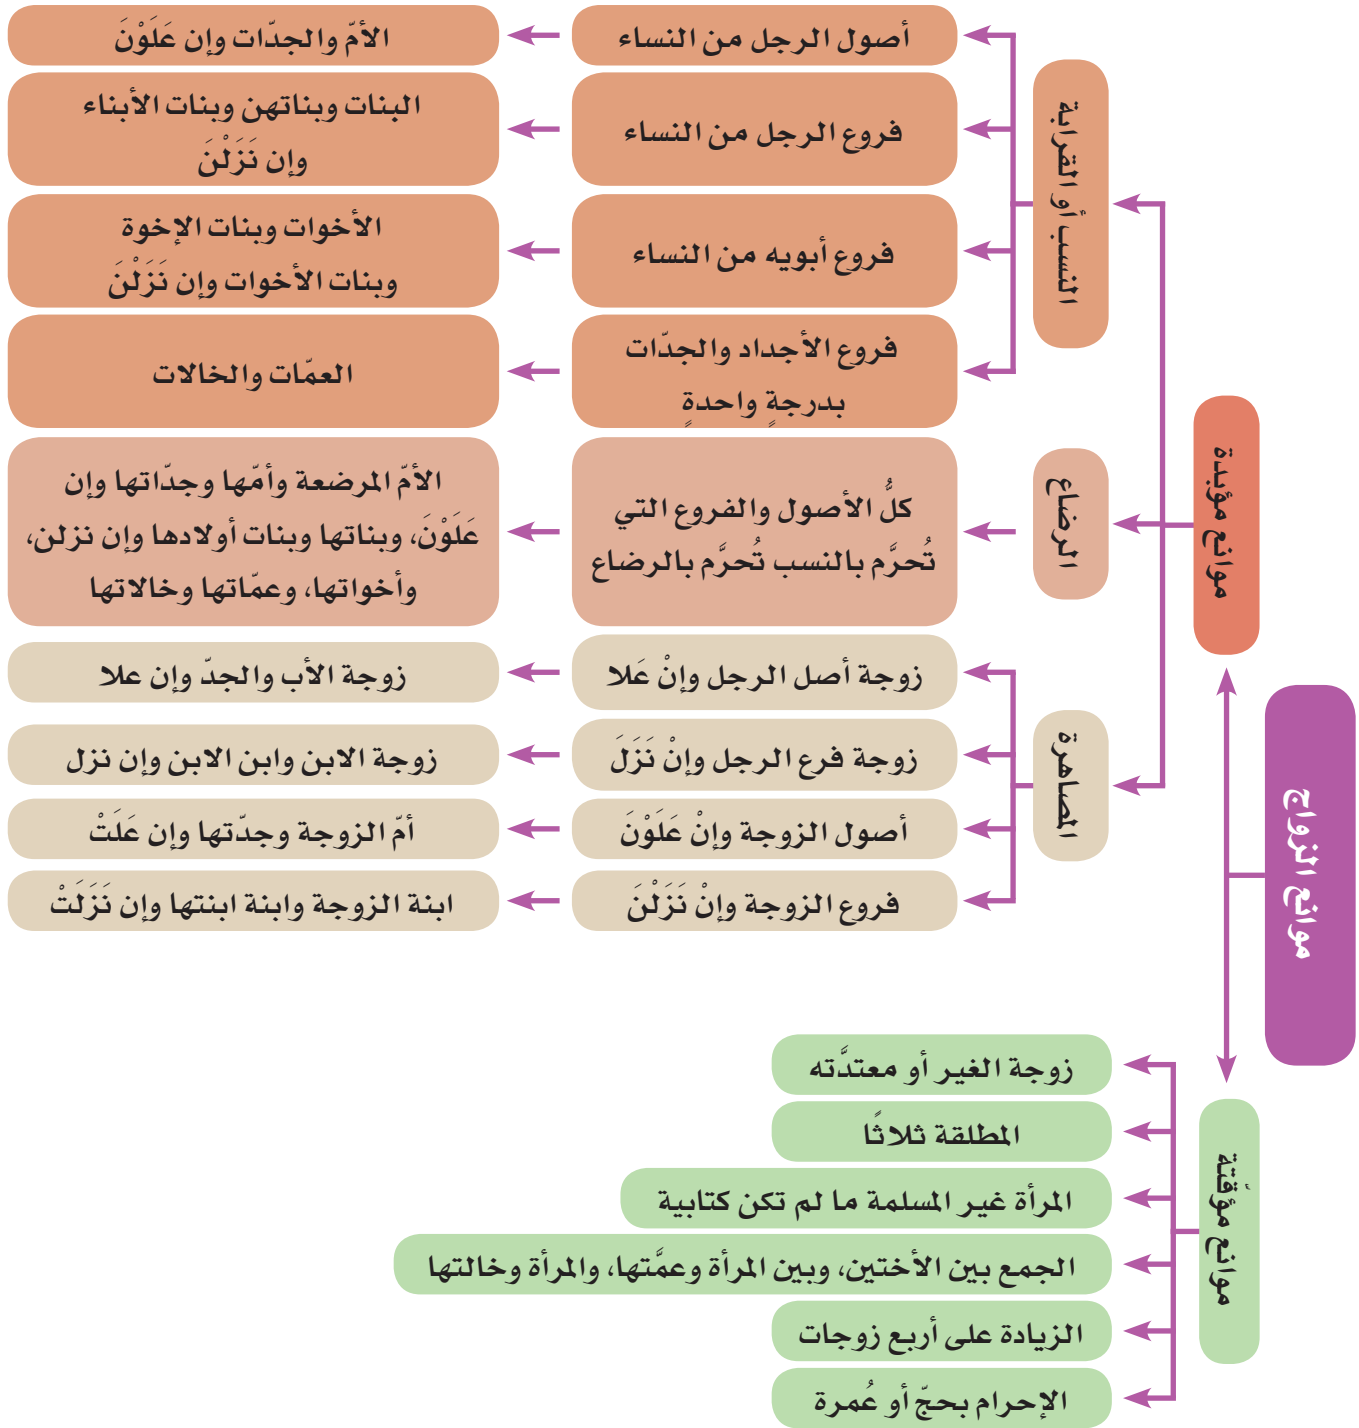 موانع الزواج
موانع مؤبدة
النسب أو القرابة
أصول الرجل من النساء
الأمّ والجدّات وإن عَلَوْنَ
فروع الرجل من النساء
البنات وبناتهن وبنات الأبناء
وإن نَزَلْنَ
فروع أبويه من النساء
الأخوات وبنات الإخوة
وبنات الأخوات وإن نَزَلْنَ
فروع الأجداد والجدّات
بدرجةٍ واحدةٍ
العمّات والخالات
الرضاع
كلُّ الأصول والفروع التي
تُحرَّم بالنسب تُحرَّم بالرضاع
الأمّ المرضعة وأمّها وجدّاتها وإن
عَلَوْنَ، وبناتها وبنات أولادها وإن نزلن،
وأخواتها، وعمّاتها وخالاتها
المصاهرة
زوجة أصل الرجل وإنْ عَلا
زوجة الأب والجدّ وإن علا
زوجة فرع الرجل وإنْ نَزَلَ
زوجة الابن وابن الابن وإن نزل
أصول الزوجة وإنْ عَلَوْنَ
أمّ الزوجة وجدّتها وإن عَلَتْ
فروع الزوجة وإنْ نَزَلْنَ
ابنة الزوجة وابنة ابنتها وإن نَزَلَتْ
موانع مؤقّتة
زوجة الغير أو معتدَّته
المطلقة ثلاثًا
المرأة غير المسلمة ما لم تكن كتابية
الجمع بين الأختين، وبين المرأة وعمَّتها، والمرأة وخالتها
الزيادة على أربع زوجات
الإحرام بحجّ أو عُمرة